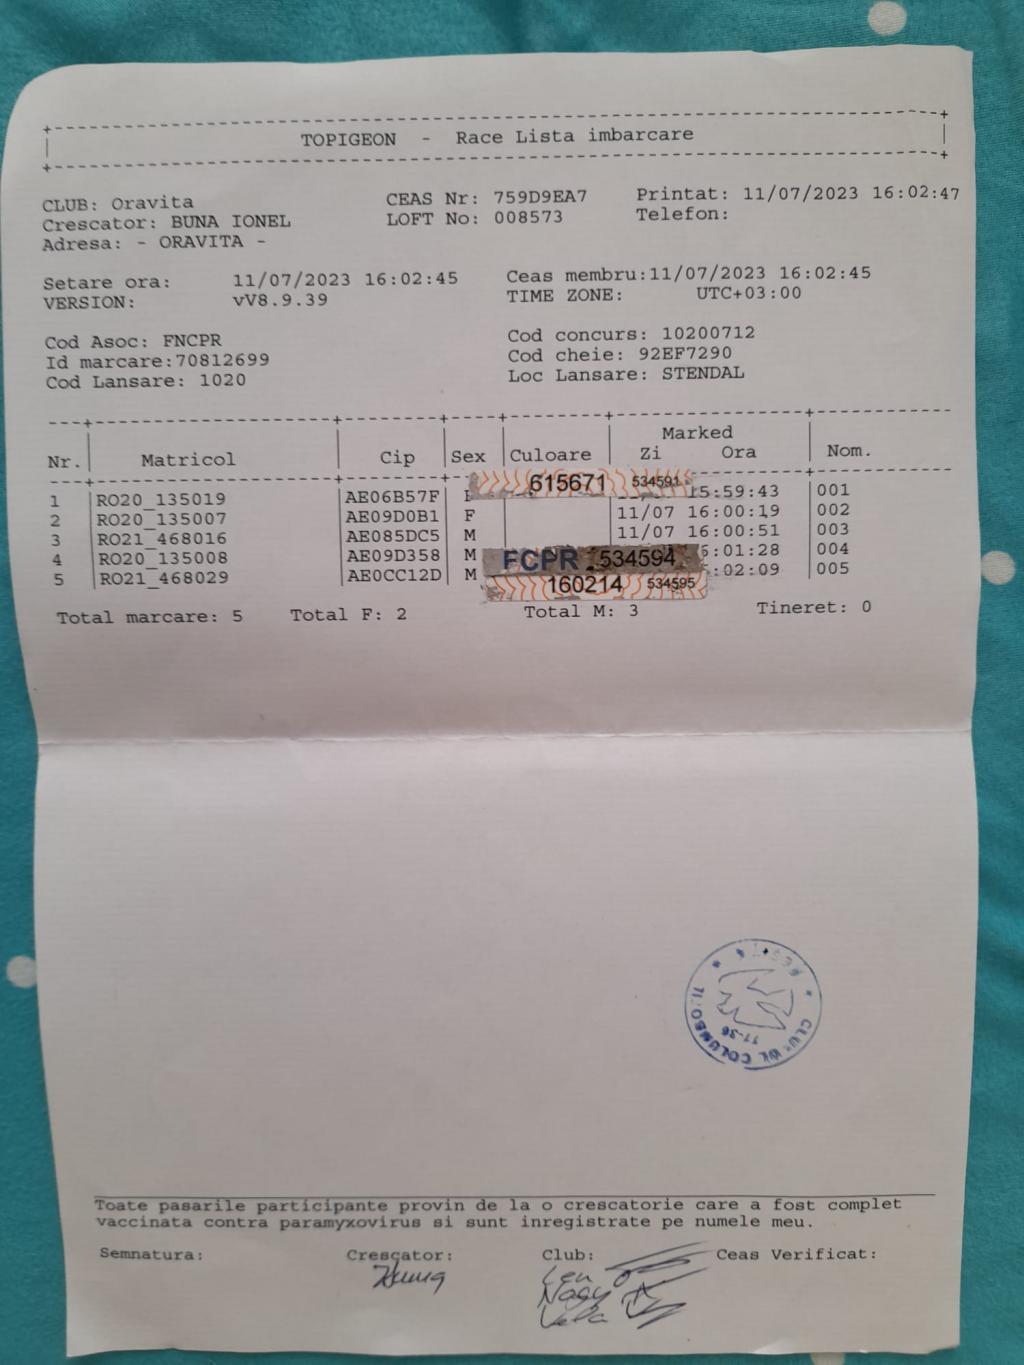 TOPIGEON - Race Lista imbarcare
CLUB: Oravita CEAS Nr: 759D9EA7 Printat: 11/07/2023 16:02:47
Crescator: BUNA IONEL LOFT No: 008573 Telefon:
Adresa: - ORAVITA -
Setare ora: 11/07/2023 16:02:45 Ceas membru:11/07/2023 16:02:45
VERSION: vV8.9.39 TIME ZONE: UTC+03:00
Cod Asoc: FNCPR Cod concurs: 10200712
Id marcare:70812699 Cod cheie: 92EF7290
Cod Lansare: 1020 Loc Lansare: STENDAL
Marked
Nr. Matricol Cip Sex Culoare Zi Ora Nom.
1 RO20_135019 AE06B57F 615671 534591 15:59:43 001
2 RO20_135007 AE09D0B1 F 11/07 16:00:19 002
3 RO21_468016 AE085DC5 M 11/07 16:00:51 003
4 RO20_135008 AE09D358 M FCPR 534594 :01:28 004
5 RO21_468029 AE0CC12D M 160214 534595 :02:09 005
Total marcare: 5 Total F: 2 Total M: 3 Tineret: 0
CLUB COLUMBOFIL
11-36
Toate pasarile participante provin de la o crescatorie care a fost complet
vaccinata contra paramyxovirus si sunt inregistrate pe numele meu.
Semnatura: Crescator: Club: Ceas Verificat:
Nagy